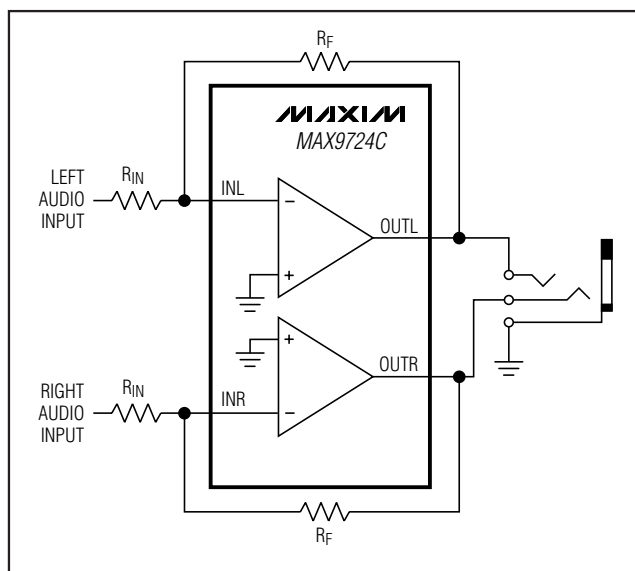 RF
MAXIM
MAX9724C
LEFT
AUDIO
INPUT
RIN
INL
−
+
OUTL
+
−
OUTR
RIGHT
AUDIO
INPUT
RIN
INR
RF